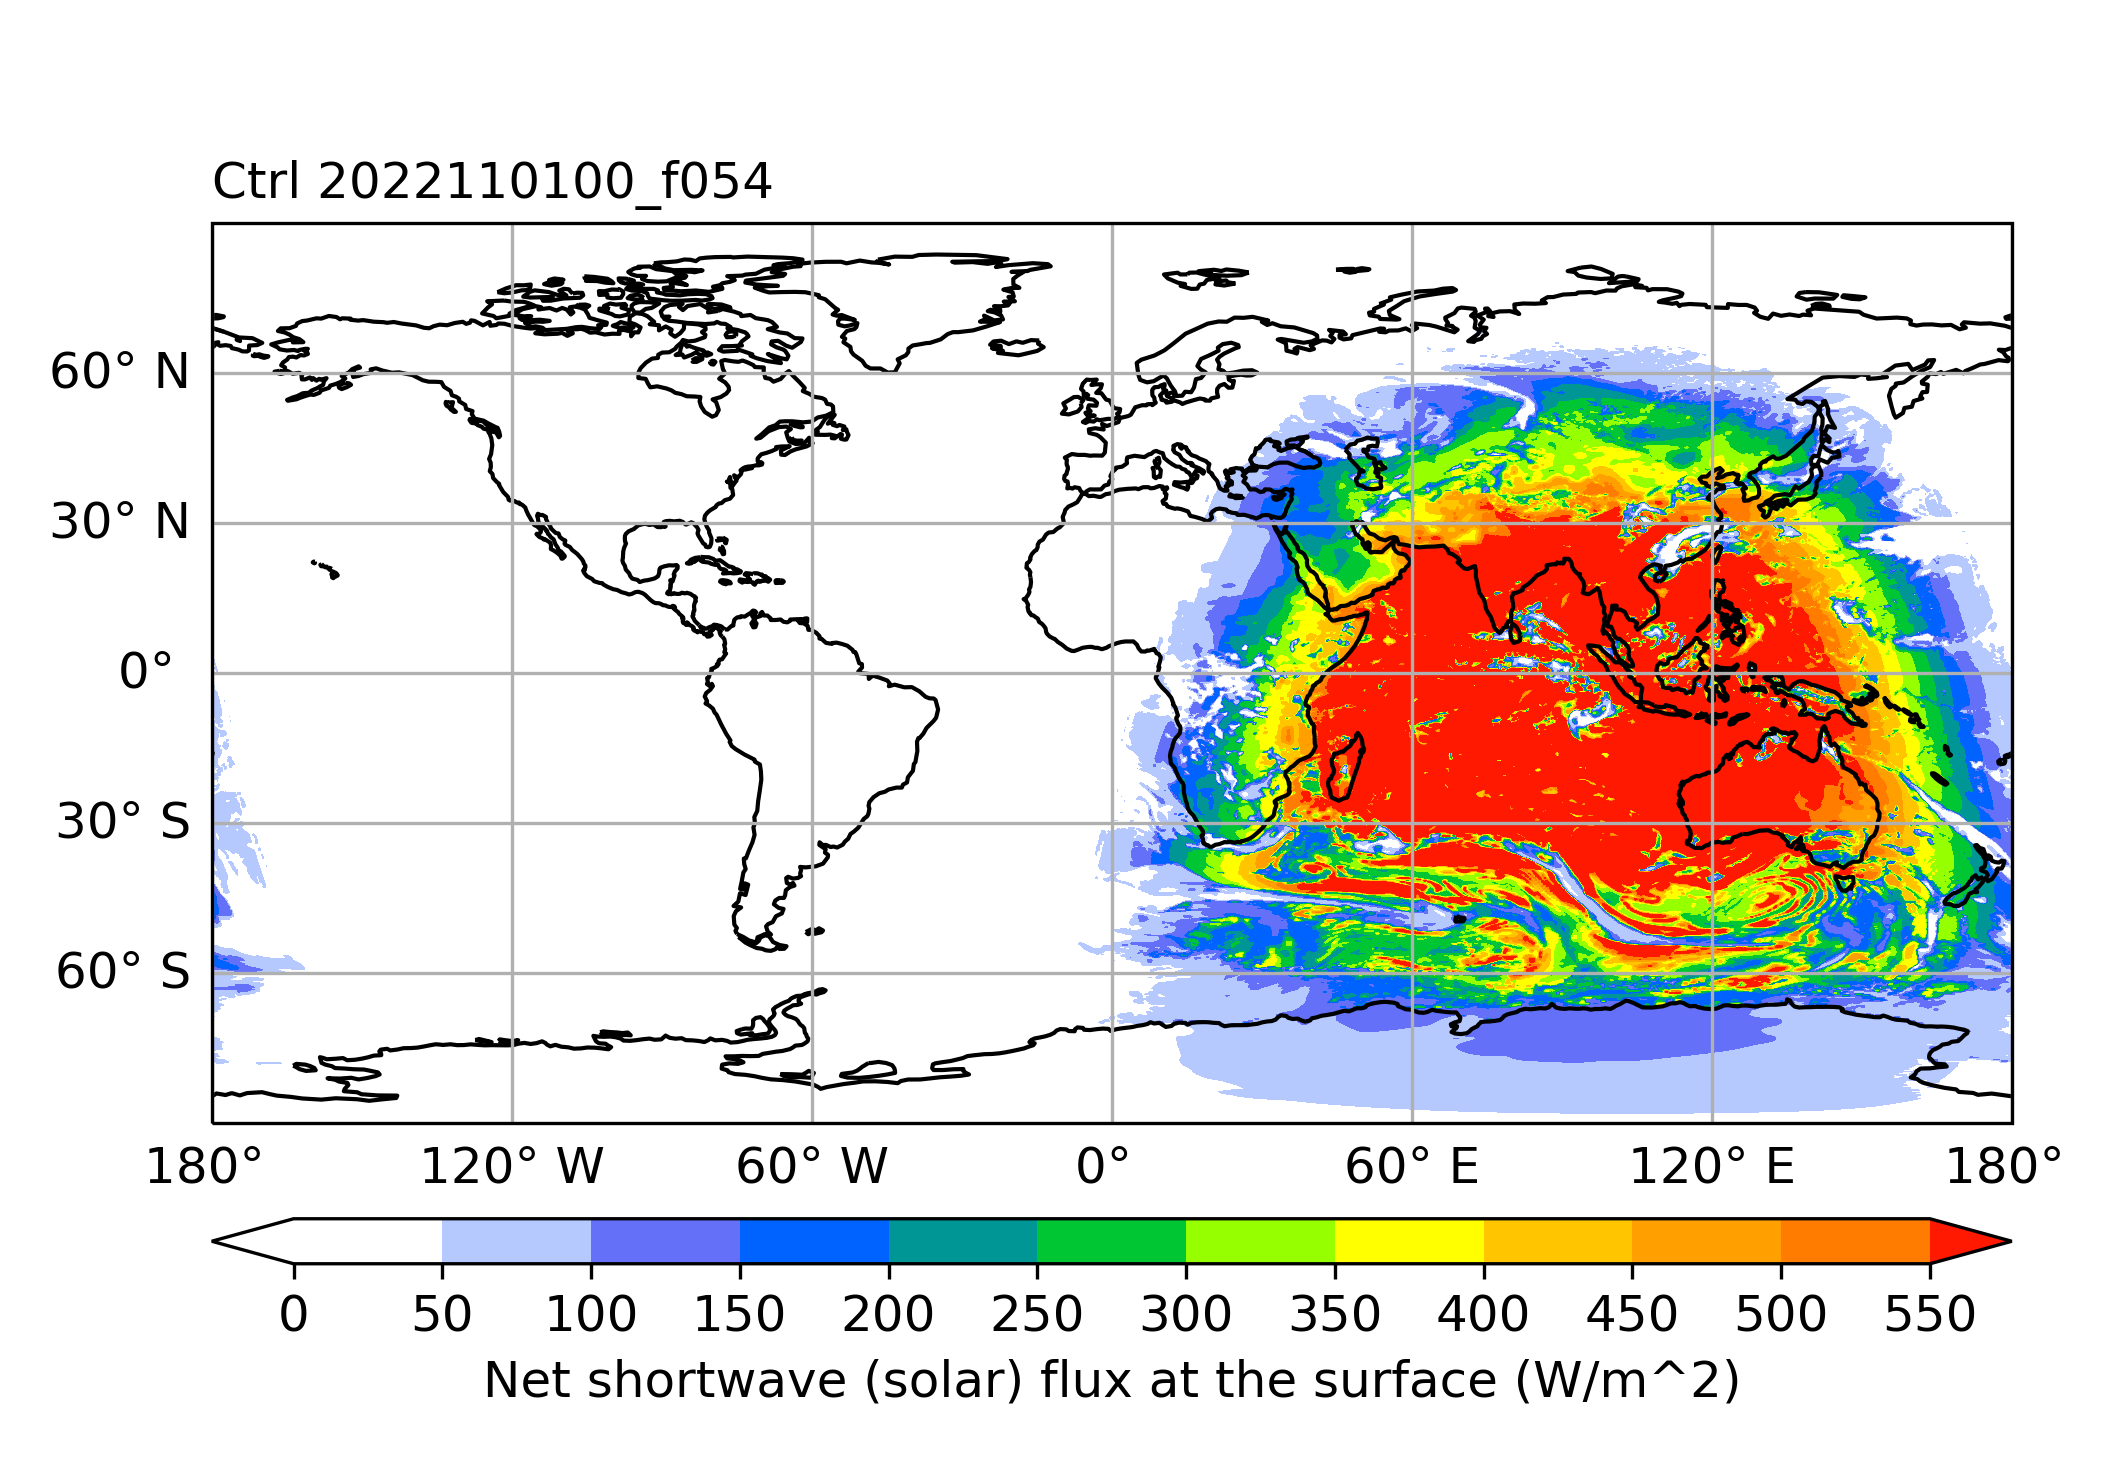 Ctrl 2022110100_f054
60° N
30° N
0°
30° S
60° S
180° 120° W 60° W 0° 60° E 120° E 180°
0 50 100 150 200 250 300 350 400 450 500 550
Net shortwave (solar) flux at the surface (W/m^2)